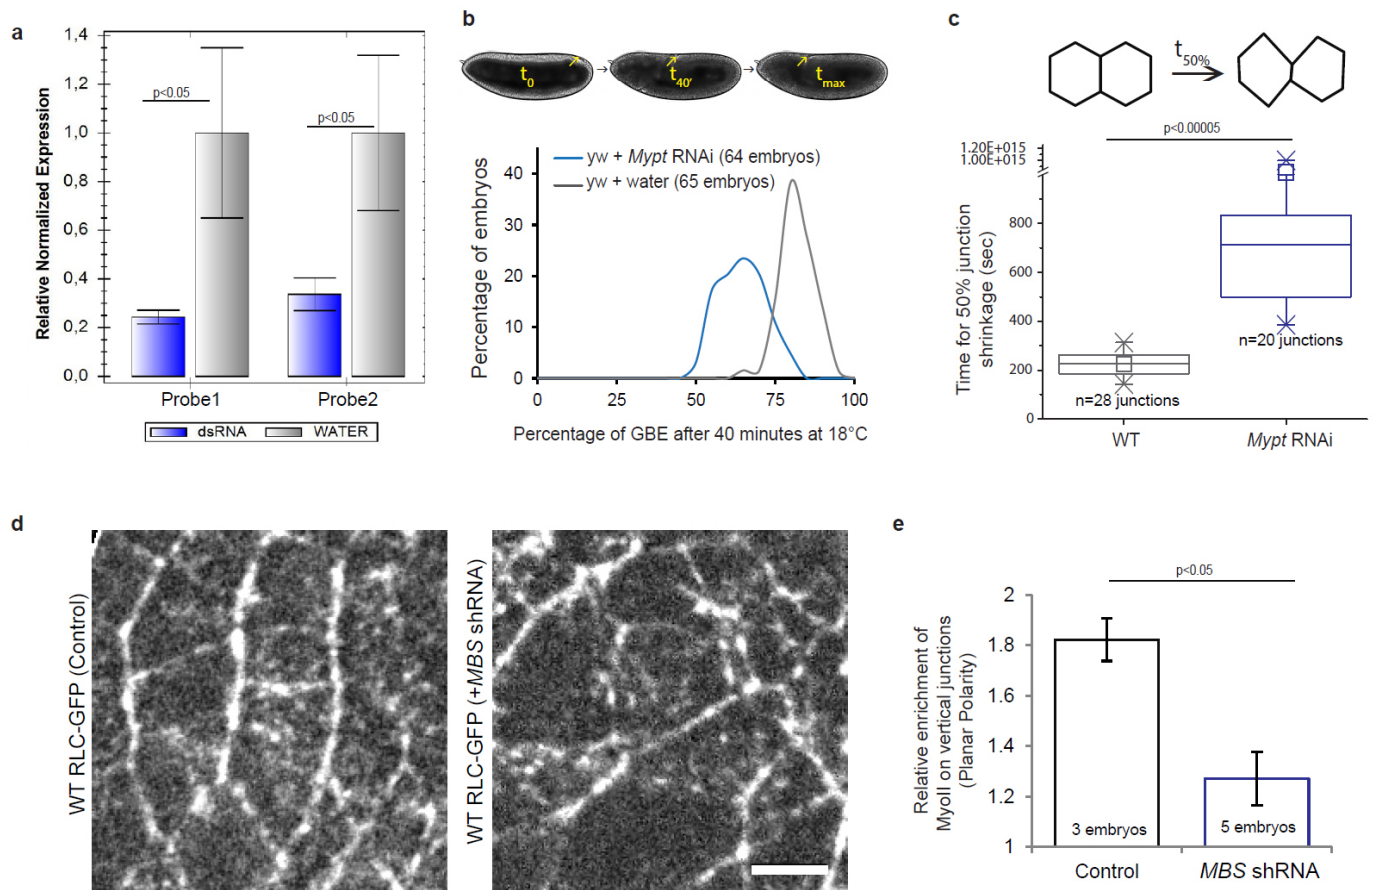 a
1,4
1,2
1,0
0,8
0,6
0,4
0,2
0,0
Relative Normalized Expression
p<0.05
p<0.05
Probe1
Probe2
dsRNA
WATER
b
t0
t40'
tmax
yw + Mypt RNAi (64 embryos)
yw + water (65 embryos)
Percentage of embryos
40
30
20
10
0
0
25
50
75
100
Percentage of GBE after 40 minutes at 18°C
c
t50%
p<0.00005
1.20E+015
1.00E+015
800
600
400
200
0
Time for 50% junction
shrinkage (sec)
n=20 junctions
n=28 junctions
WT
Mypt RNAi
d
WT RLC-GFP (Control)
WT RLC-GFP (+MBS shRNA)
e
p<0.05
2
1.8
1.6
1.4
1.2
1
Relative enrichment of
MyoII on vertical junctions
(Planar Polarity)
3 embryos
5 embryos
Control
MBS shRNA